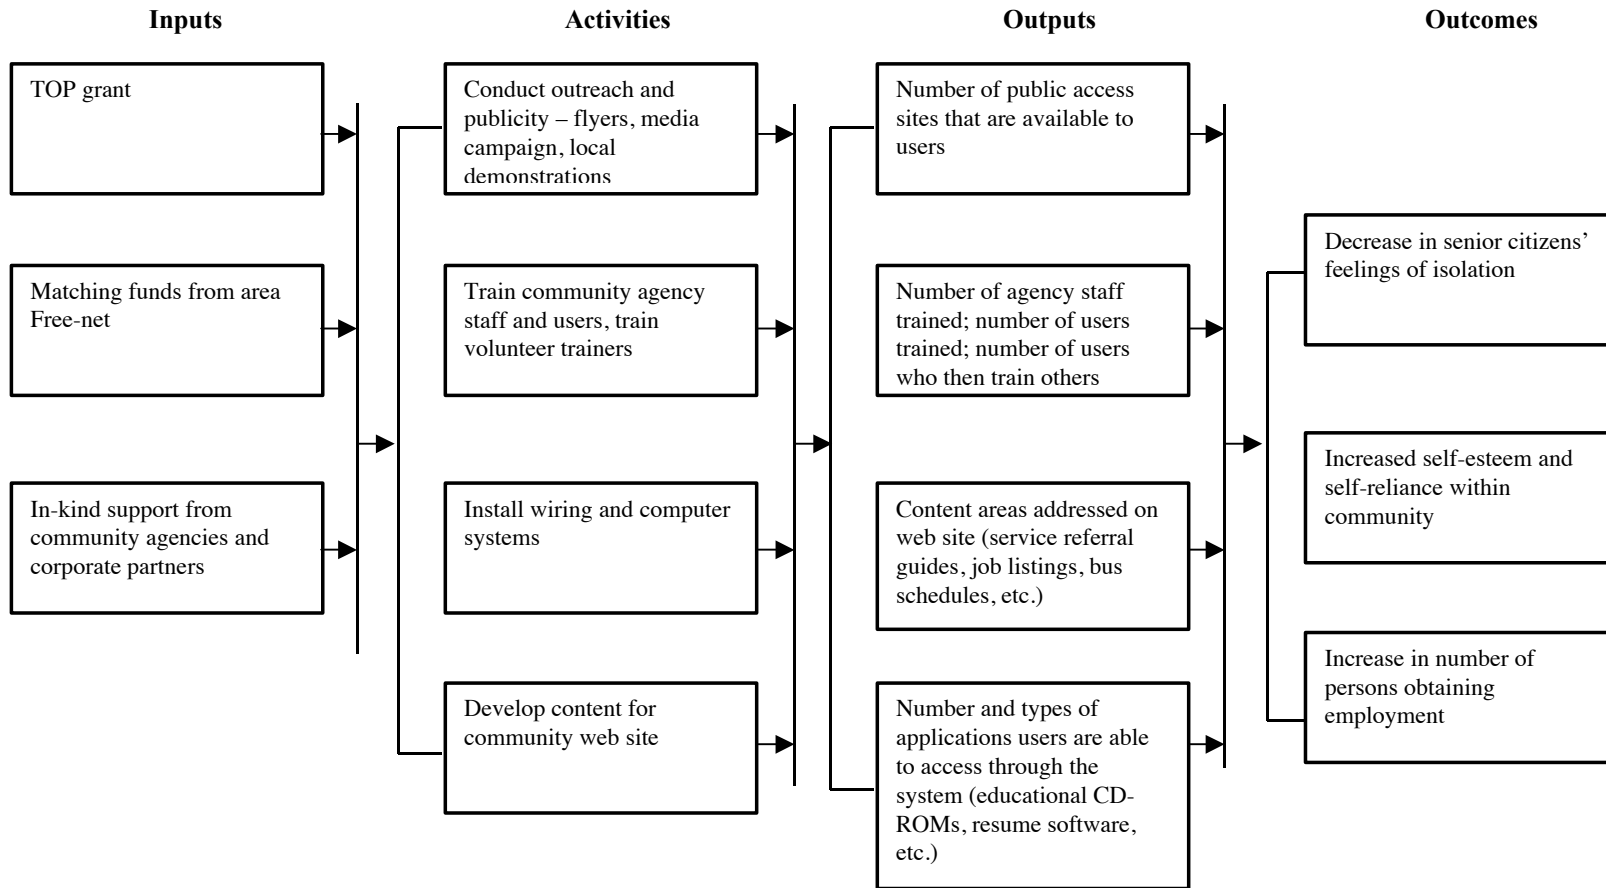 Inputs
Activities
Outputs
Outcomes
TOP grant
Matching funds from area
Free-net
In-kind support from
community agencies and
corporate partners
Conduct outreach and
publicity – flyers, media
campaign, local
demonstrations
Train community agency
staff and users, train
volunteer trainers
Install wiring and computer
systems
Develop content for
community web site
Number of public access
sites that are available to
users
Number of agency staff
trained; number of users
trained; number of users
who then train others
Content areas addressed on
web site (service referral
guides, job listings, bus
schedules, etc.)
Number and types of
applications users are able
to access through the
system (educational CD-
ROMs, resume software,
etc.)
Decrease in senior citizens’
feelings of isolation
Increased self-esteem and
self-reliance within
community
Increase in number of
persons obtaining
employment